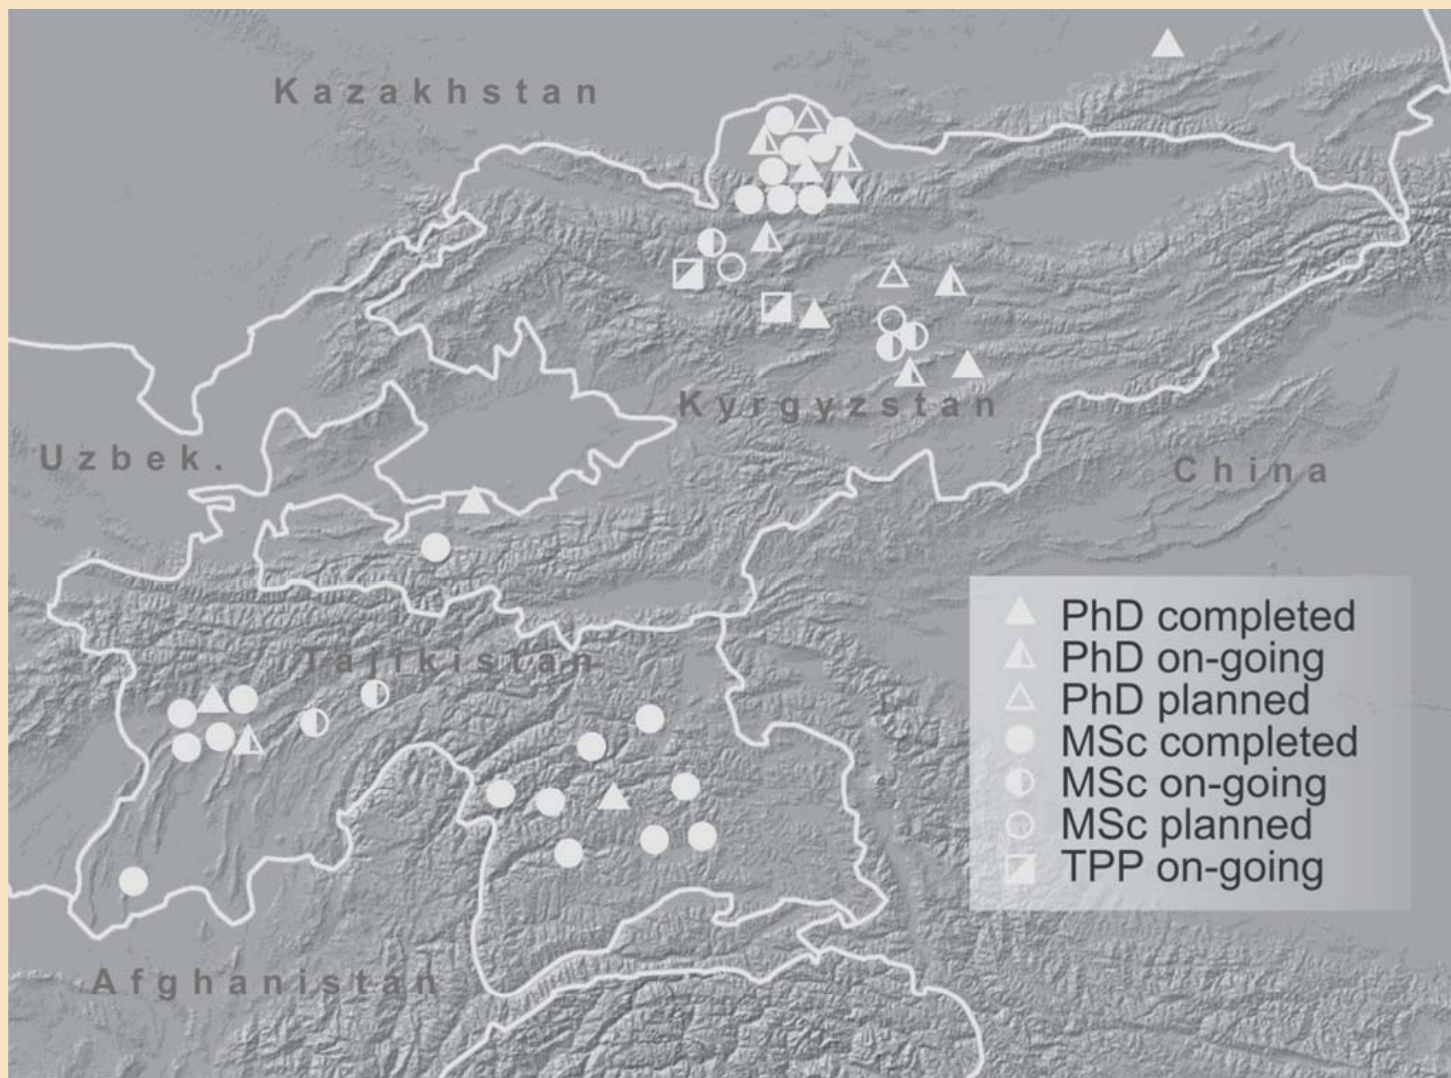 Kazakhstan
Kyrgyzstan
Uzbek.
China
Tajikistan
Afghanistan
PhD completed
PhD on-going
PhD planned
MSc completed
MSc on-going
MSc planned
TPP on-going